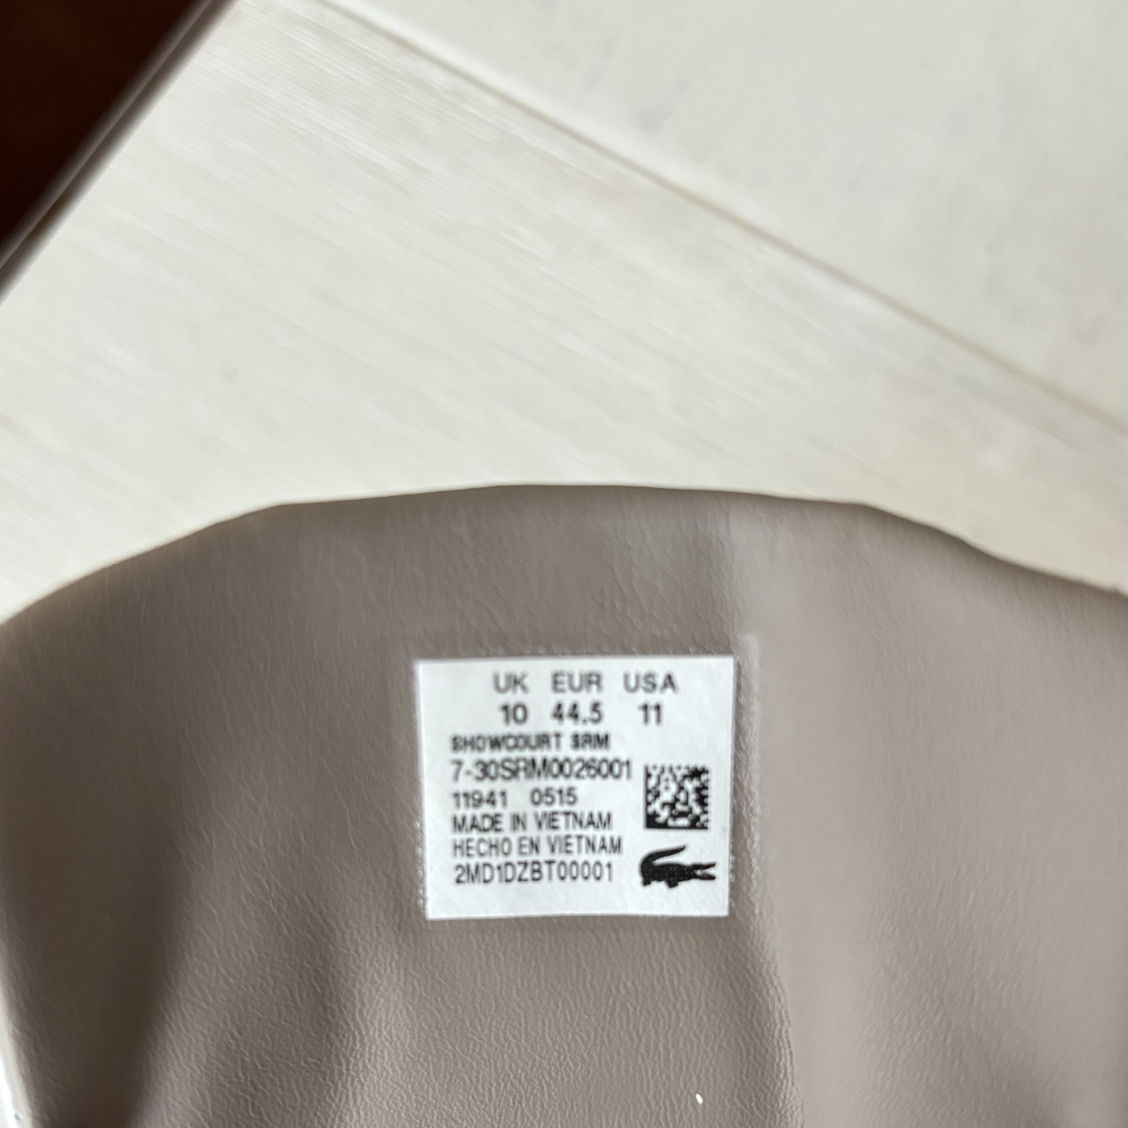 UK EUR USA
10 44.5 11
SHOWCOURT SRM
7-30SRM0026001
11941 0515
MADE IN VIETNAM
HECHO EN VIETNAM
2MD1DZBT00001